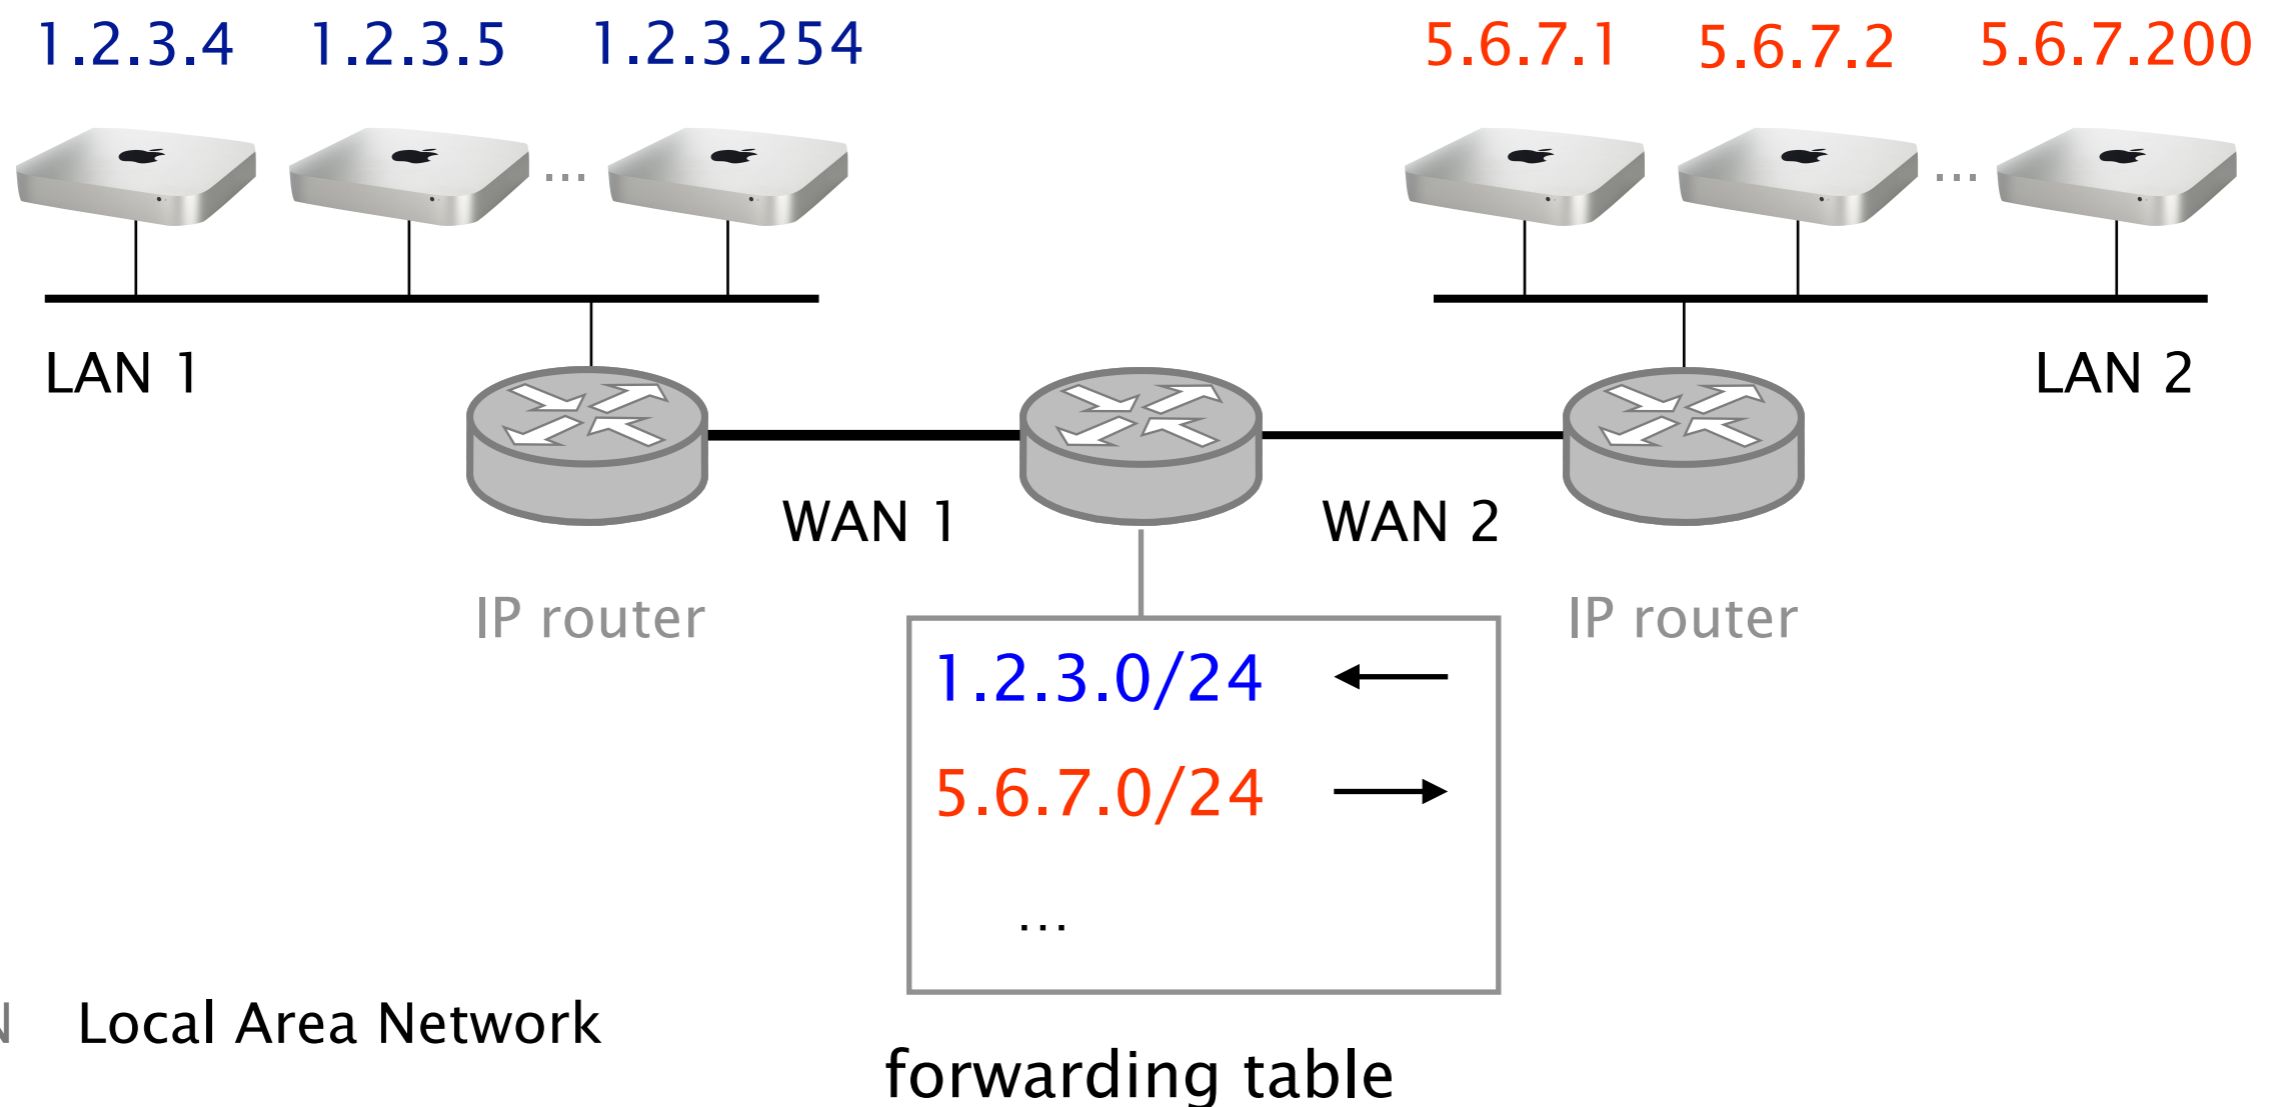 1.2.3.4 1.2.3.5 1.2.3.254 5.6.7.1 5.6.7.2 5.6.7.200
... ...
LAN 1 LAN 2
WAN 1 WAN 2
IP router IP router
1.2.3.0/24 ←
5.6.7.0/24 →
...
N Local Area Network
forwarding table